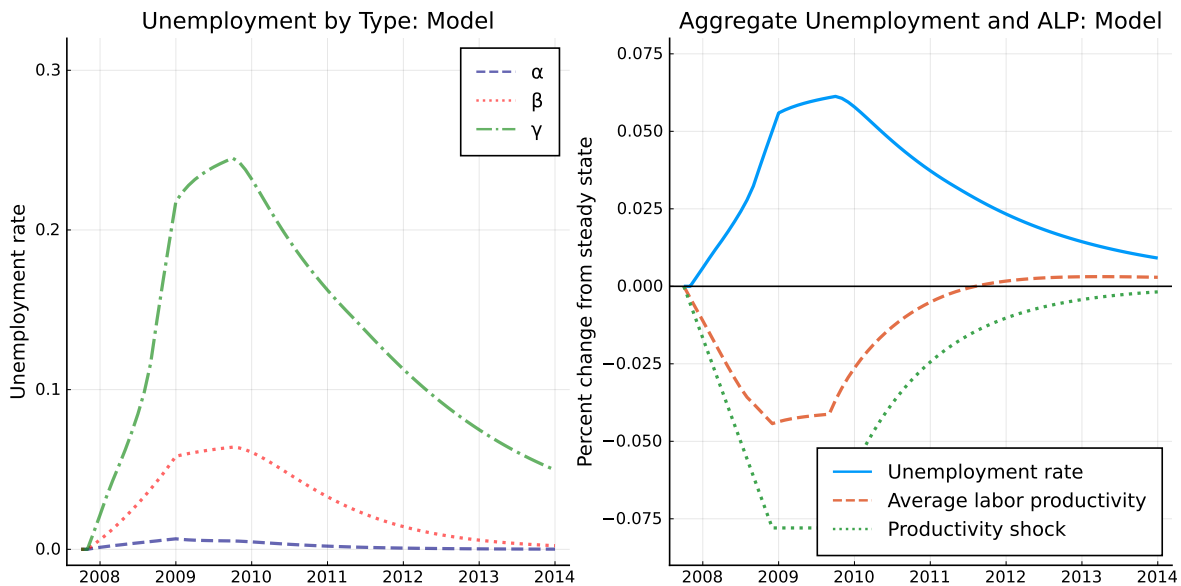 Unemployment by Type: Model
Unemployment rate
0.3
0.2
0.1
0.0
2008 2009 2010 2011 2012 2013 2014
α
β
γ
Aggregate Unemployment and ALP: Model
Percent change from steady state
0.075
0.050
0.025
0.000
−0.025
−0.050
−0.075
2008 2009 2010 2011 2012 2013 2014
Unemployment rate
Average labor productivity
Productivity shock